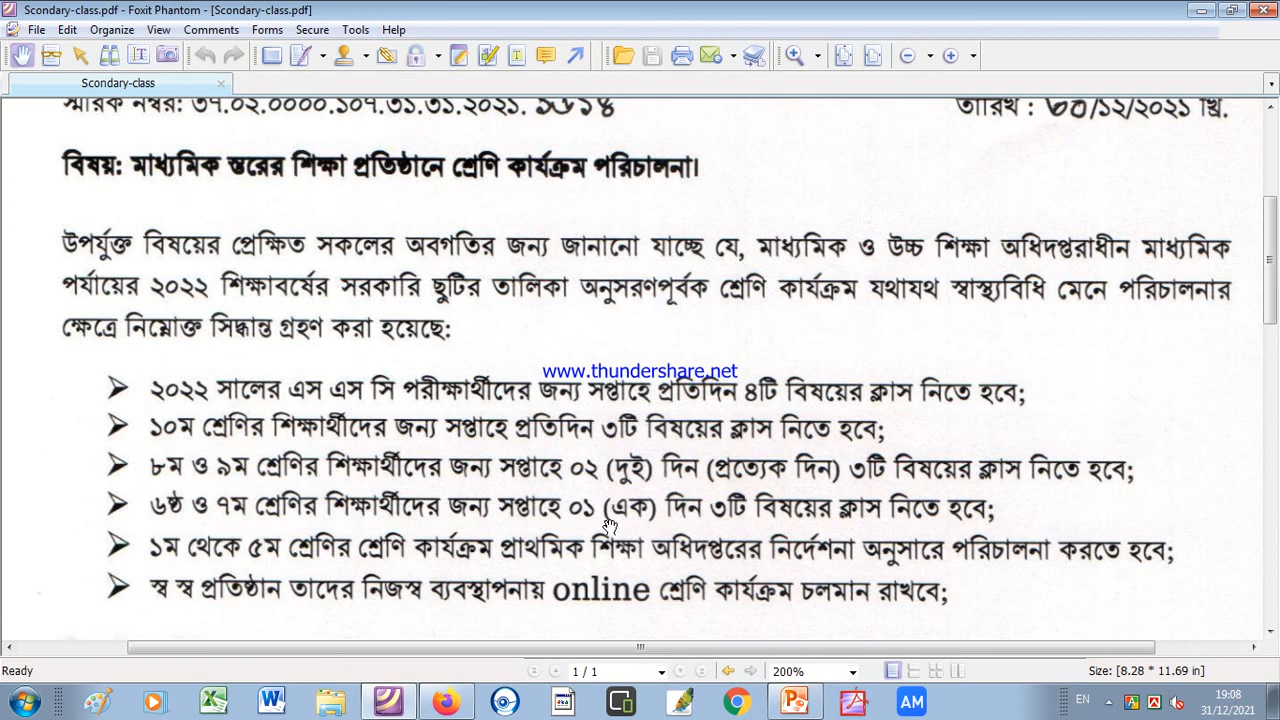 Scondary-class.pdf - Foxit Phantom - [Scondary-class.pdf]
File Edit Organize View Comments Forms Secure Tools Help
Scondary-class
স্মারক নম্বর: ৩৭.০২.০০০০.১০৭.৩১.৩১.২০২১. তারিখ : ৩০/১২/২০২১ খ্রি.
বিষয়: মাধ্যমিক স্তরের শিক্ষা প্রতিষ্ঠানে শ্রেণি কার্যক্রম পরিচালনা।
উপর্যুক্ত বিষয়ের প্রেক্ষিত সকলের অবগতির জন্য জানানো যাচ্ছে যে, মাধ্যমিক ও উচ্চ শিক্ষা অধিদপ্তরাধীন মাধ্যমিক
পর্যায়ের ২০২২ শিক্ষাবর্ষের সরকারি ছুটির তালিকা অনুসরণপূর্বক শ্রেণি কার্যক্রম যথাযথ স্বাস্থ্যবিধি মেনে পরিচালনার
ক্ষেত্রে নিম্নোক্ত সিদ্ধান্ত গ্রহণ করা হয়েছে:
www.thundershare.net
➢ ২০২২ সালের এস এস সি পরীক্ষার্থীদের জন্য সপ্তাহে প্রতিদিন ৪টি বিষয়ের ক্লাস নিতে হবে;
➢ ১০ম শ্রেণির শিক্ষার্থীদের জন্য সপ্তাহে প্রতিদিন ৩টি বিষয়ের ক্লাস নিতে হবে;
➢ ৮ম ও ৯ম শ্রেণির শিক্ষার্থীদের জন্য সপ্তাহে ০২ (দুই) দিন (প্রত্যেক দিন) ৩টি বিষয়ের ক্লাস নিতে হবে;
➢ ৬ষ্ঠ ও ৭ম শ্রেণির শিক্ষার্থীদের জন্য সপ্তাহে ০১ (এক) দিন ৩টি বিষয়ের ক্লাস নিতে হবে;
➢ ১ম থেকে ৫ম শ্রেণির শ্রেণি কার্যক্রম প্রাথমিক শিক্ষা অধিদপ্তরের নির্দেশনা অনুসারে পরিচালনা করতে হবে;
➢ স্ব স্ব প্রতিষ্ঠান তাদের নিজস্ব ব্যবস্থাপনায় online শ্রেণি কার্যক্রম চলমান রাখবে;
Ready 1 / 1 200% Size: [8.28 * 11.69 in]
AM EN 19:08
31/12/2021